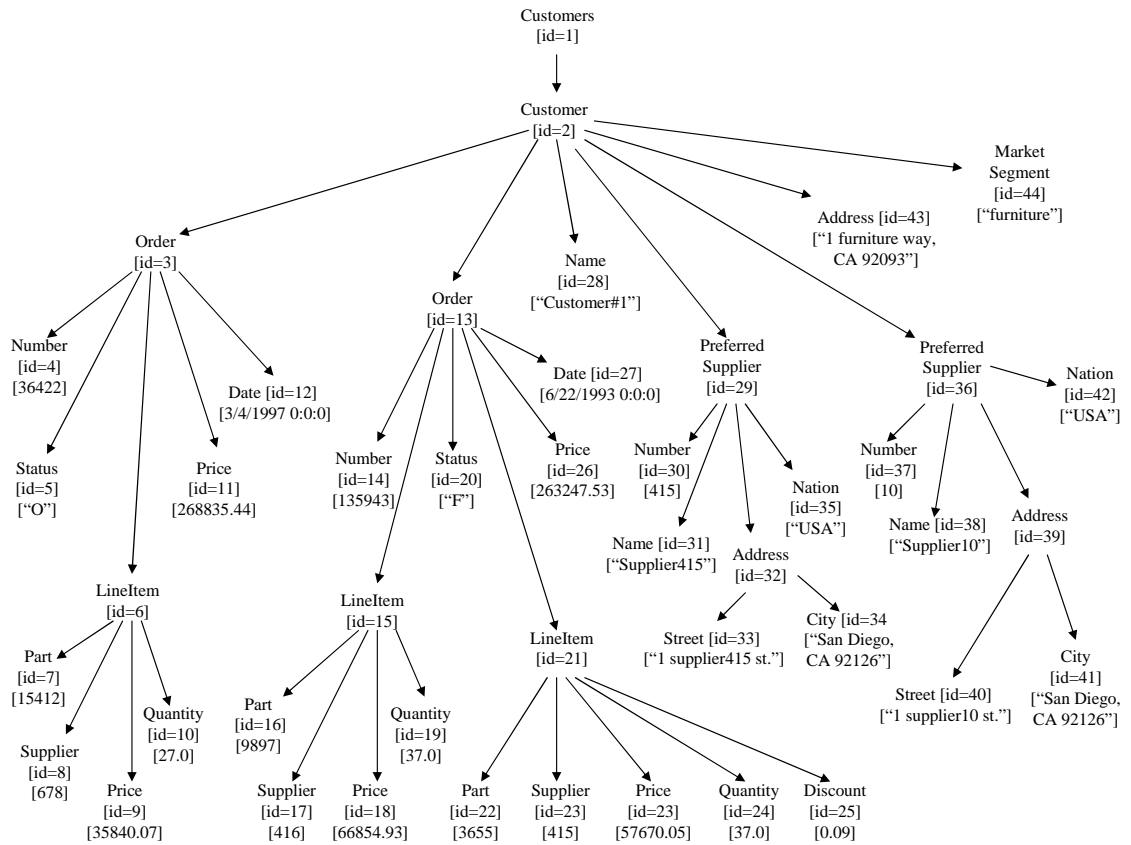 Customers
[id=1]
Customer
[id=2]
Market
Segment
[id=44]
[“furniture”]
Address [id=43]
[“1 furniture way,
CA 92093”]
Order
[id=3]
Name
[id=28]
[“Customer#1”]
Order
[id=13]
Number
[id=4]
[36422]
Date [id=12]
[3/4/1997 0:0:0]
Status
[id=5]
[“O”]
Price
[id=11]
[268835.44]
Date [id=27]
[6/22/1993 0:0:0]
Number
[id=14]
[135943]
Status
[id=20]
[“F”]
Price
[id=26]
[263247.53]
Preferred
Supplier
[id=29]
Preferred
Supplier
[id=36]
Nation
[id=42]
[“USA”]
Number
[id=30]
[415]
Nation
[id=35]
[“USA”]
Name [id=31]
[“Supplier415”]
Address
[id=32]
Number
[id=37]
[10]
Name [id=38]
[“Supplier10”]
Address
[id=39]
Street [id=33]
[“1 supplier415 st.”]
City [id=34
[“San Diego,
CA 92126”]
Street [id=40]
[“1 supplier10 st.”]
City
[id=41]
[“San Diego,
CA 92126”]
LineItem
[id=6]
LineItem
[id=15]
LineItem
[id=21]
Part
[id=7]
[15412]
Supplier
[id=8]
[678]
Price
[id=9]
[35840.07]
Quantity
[id=10]
[27.0]
Part
[id=16]
[9897]
Supplier
[id=17]
[416]
Price
[id=18]
[66854.93]
Quantity
[id=19]
[37.0]
Part
[id=22]
[3655]
Supplier
[id=23]
[415]
Price
[id=23]
[57670.05]
Quantity
[id=24]
[37.0]
Discount
[id=25]
[0.09]